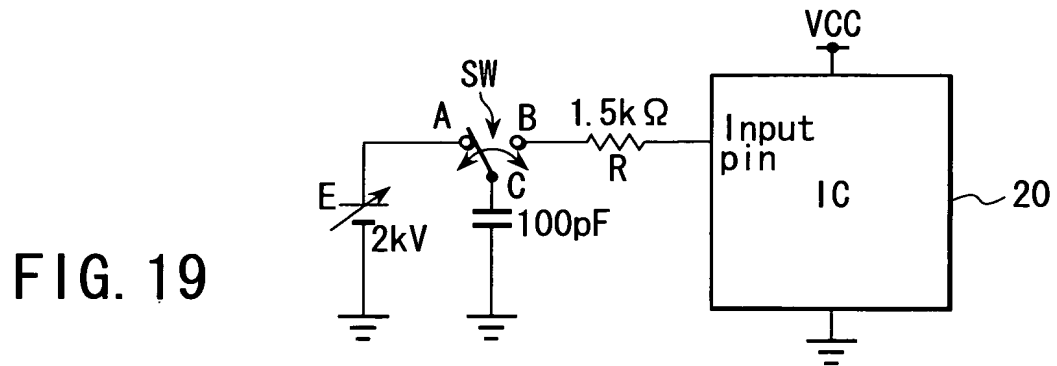 VCC
SW
A
B
1.5kΩ
Input
pin
R
C
IC
20
E
2kV
100pF
FIG. 19